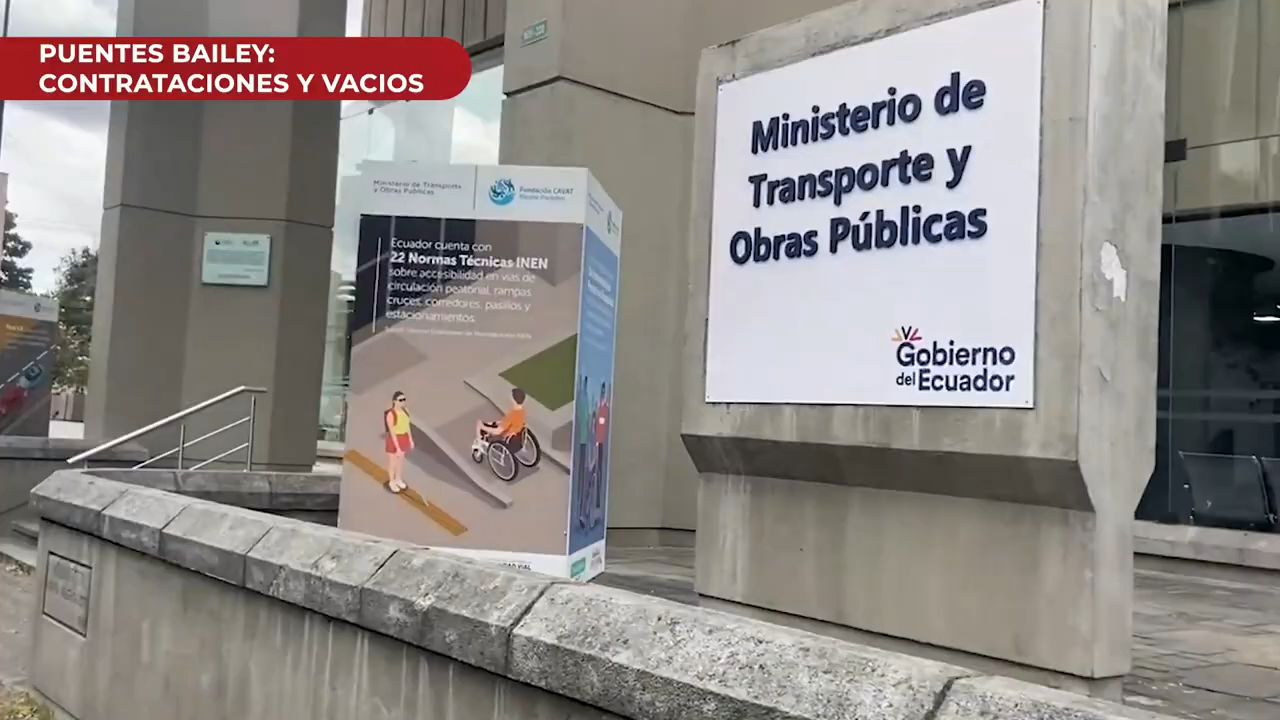 PUENTES BAILEY:
CONTRATACIONES Y VACIOS
Ministerio de
Transporte y
Obras Públicas
Gobierno
del Ecuador
Ministerio de Transporte
y Obras Públicas
Fundación CAVAT
Ecuador cuenta con
22 Normas Técnicas INEN
sobre accesibilidad en vías de
circulación peatonal, rampas
cruces, corredores, pasillos y
estacionamientos